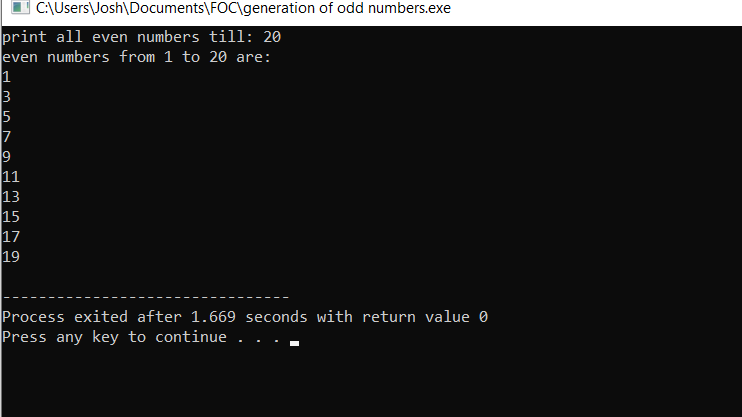 C:\Users\Josh\Documents\FOC\generation of odd numbers.exe
print all even numbers till: 20
even numbers from 1 to 20 are:
1
3
5
7
9
11
13
15
17
19
--------------------------------
Process exited after 1.669 seconds with return value 0
Press any key to continue . . .